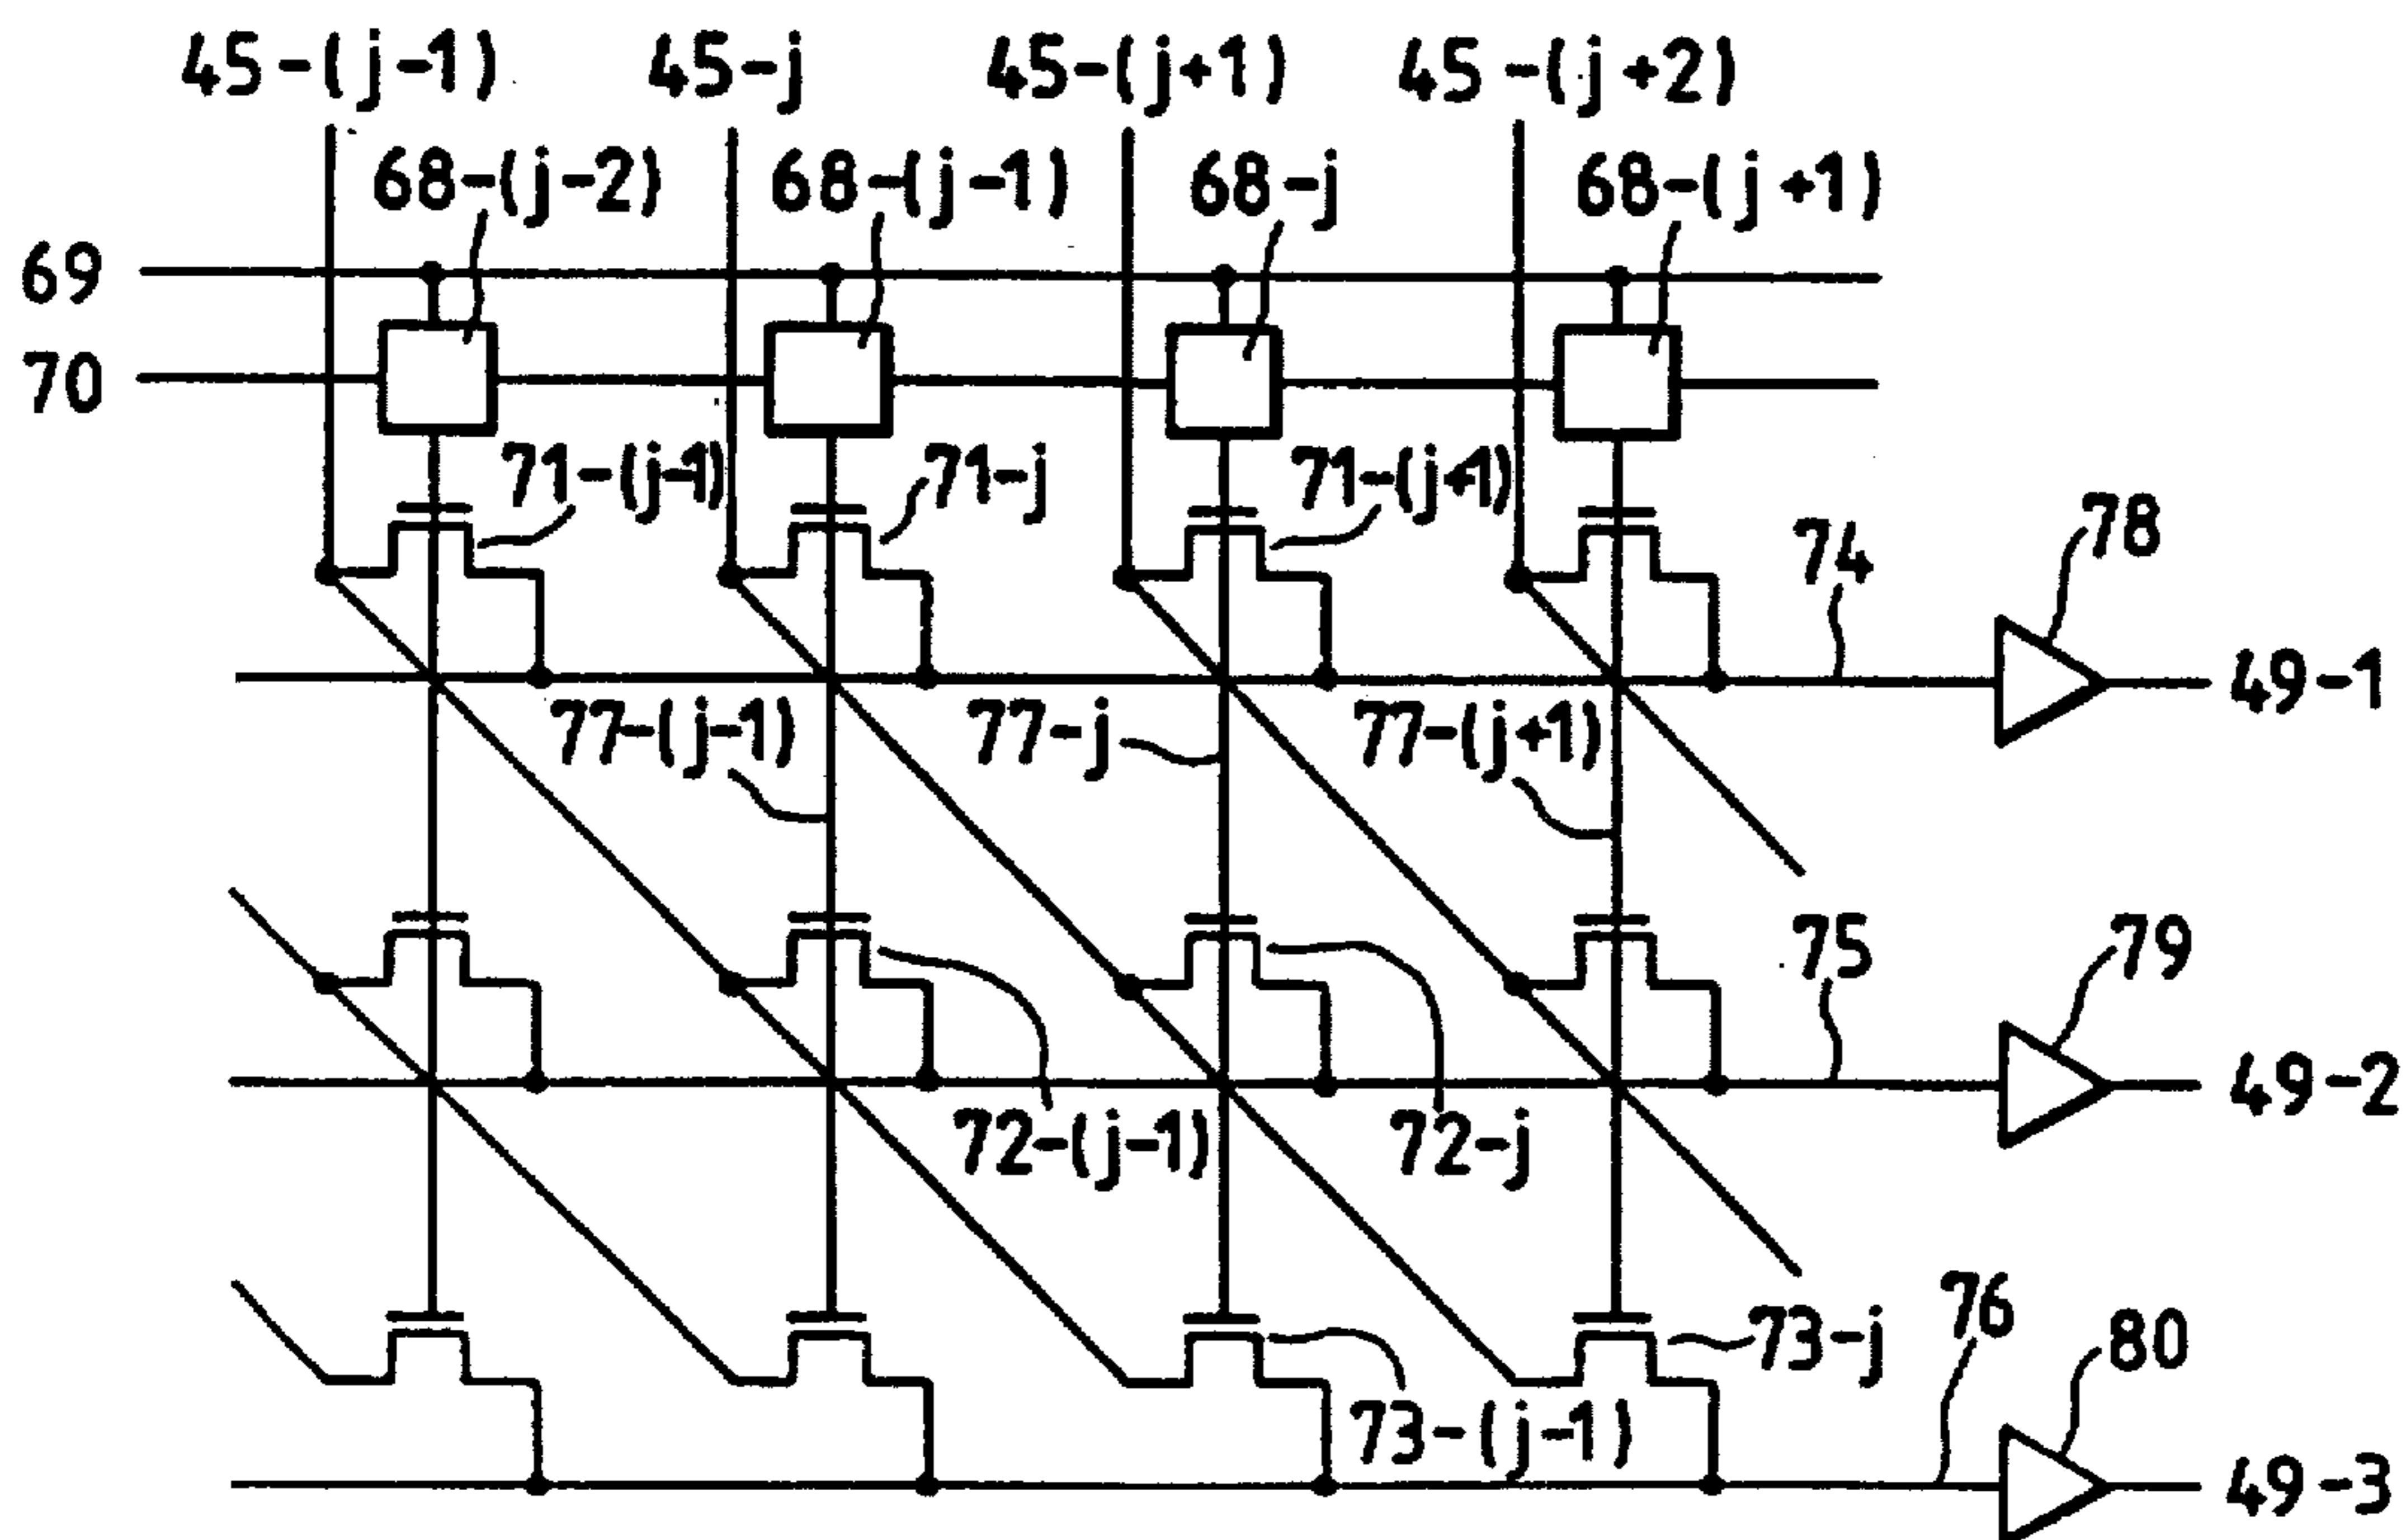 45-(j-1) 45-j 45-(j+1) 45-(j+2)
68-(j-2) 68-(j-1) 68-j 68-(j+1)
69
70
71-(j-1) 71-j 71-(j+1)
74 78
49-1
77-(j-1) 77-j 77-(j+1)
75 79
49-2
72-(j-1) 72-j
76
73-j 80
73-(j-1)
49-3